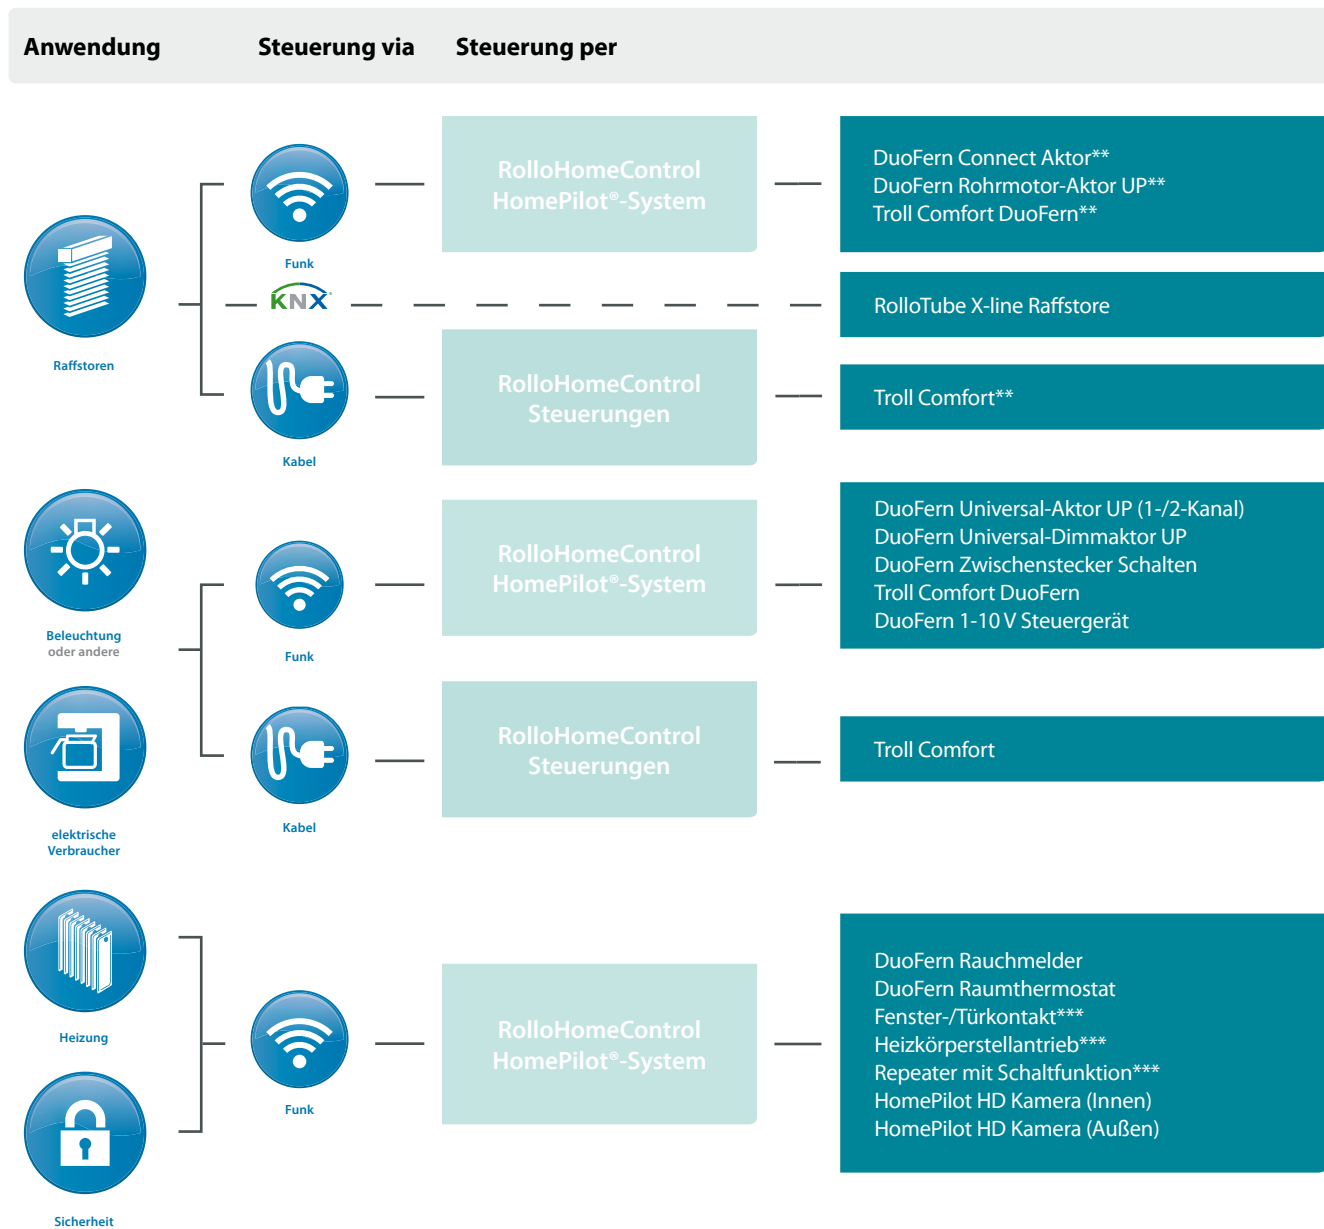 Anwendung
Steuerung via
Steuerung per
RolloHomeControl
HomePilot®-System
DuoFern Connect Aktor**
DuoFern Rohrmotor-Aktor UP**
Troll Comfort DuoFern**
Funk
KNX®
RolloTube X-line Raffstore
Raffstoren
RolloHomeControl
Steuerungen
Troll Comfort**
Kabel
Beleuchtung
oder andere
RolloHomeControl
HomePilot®-System
DuoFern Universal-Aktor UP (1-/2-Kanal)
DuoFern Universal-Dimmaktor UP
DuoFern Zwischenstecker Schalten
Troll Comfort DuoFern
DuoFern 1-10 V Steuergerät
Funk
elektrische
Verbraucher
RolloHomeControl
Steuerungen
Troll Comfort
Kabel
Heizung
RolloHomeControl
HomePilot®-System
DuoFern Rauchmelder
DuoFern Raumthermostat
Fenster-/Türkontakt***
Heizkörperstellantrieb***
Repeater mit Schaltfunktion***
HomePilot HD Kamera (Innen)
HomePilot HD Kamera (Außen)
Funk
Sicherheit